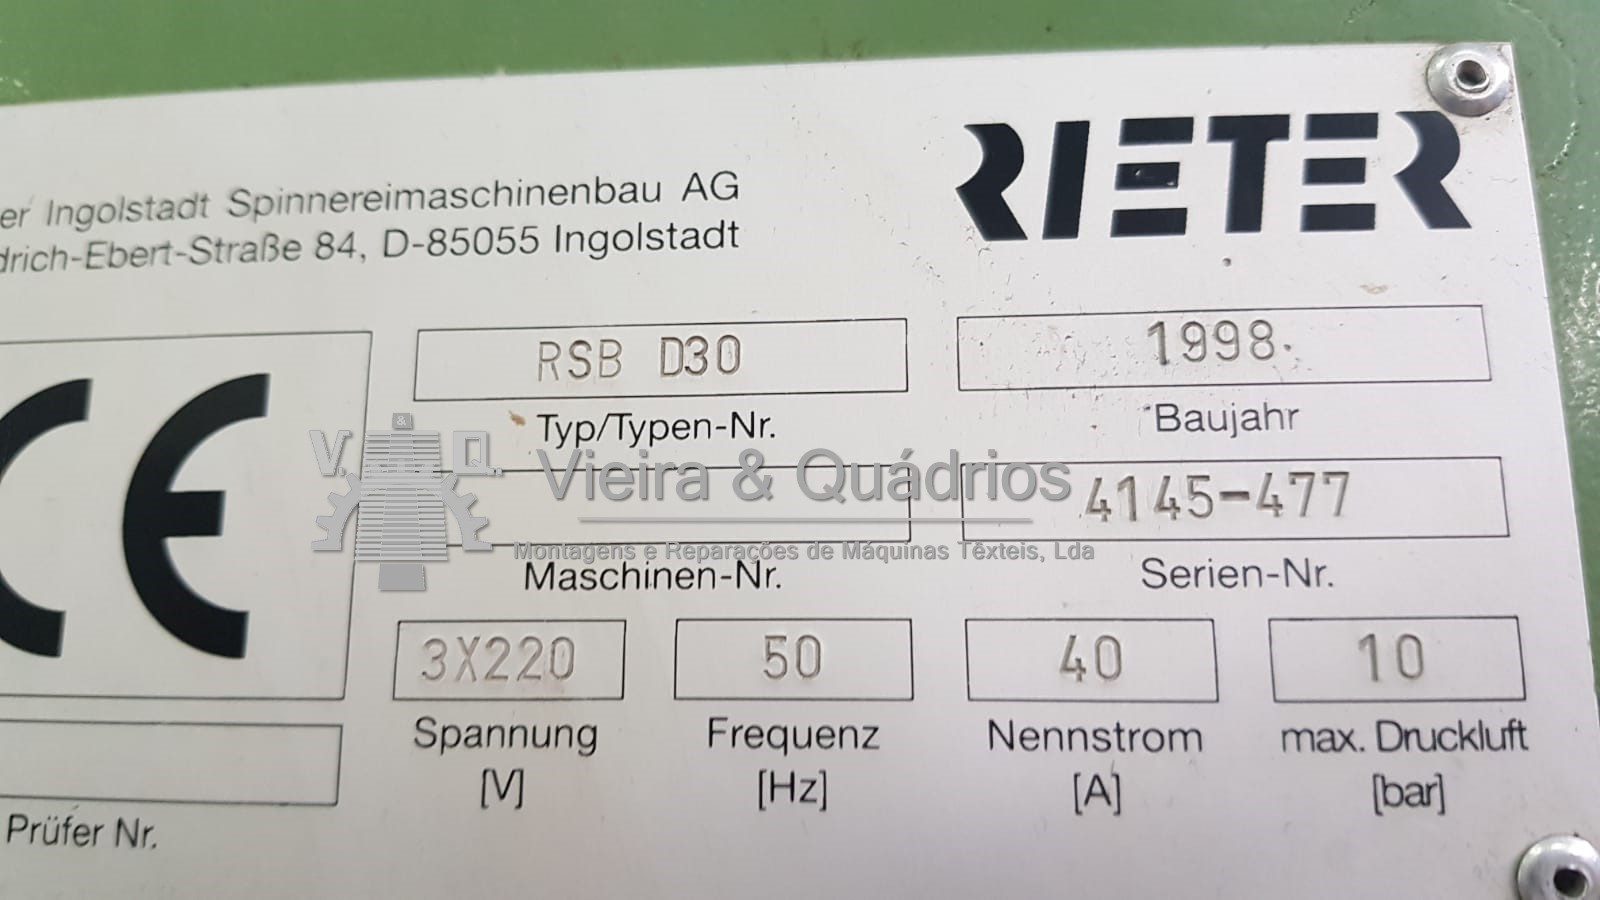 RIETER
er Ingolstadt Spinnereimaschinenbau AG
drich-Ebert-Straße 84, D-85055 Ingolstadt
CE
RSB D30
1998.
Typ/Typen-Nr.
Baujahr
V. & Q.
Vieira & Quádrios
4145-477
Montagens e Reparações de Máquinas Têxteis, Lda
Maschinen-Nr.
Serien-Nr.
3X220
50
40
10
Spannung
[V]
Frequenz
[Hz]
Nennstrom
[A]
max. Druckluft
[bar]
Prüfer Nr.